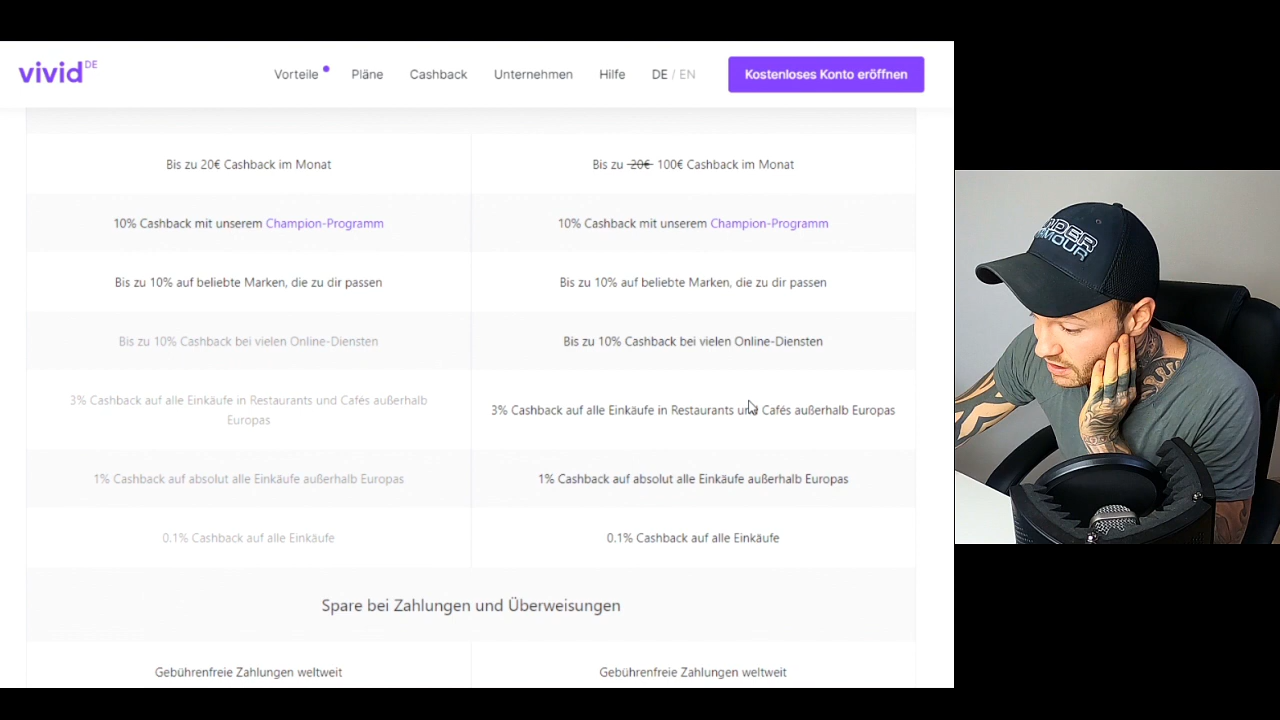 vivid DE
Vorteile Pläne Cashback Unternehmen Hilfe DE / EN Kostenloses Konto eröffnen
Bis zu 20€ Cashback im Monat
Bis zu 20€ 100€ Cashback im Monat
10% Cashback mit unserem Champion-Programm
10% Cashback mit unserem Champion-Programm
Bis zu 10% auf beliebte Marken, die zu dir passen
Bis zu 10% auf beliebte Marken, die zu dir passen
Bis zu 10% Cashback bei vielen Online-Diensten
Bis zu 10% Cashback bei vielen Online-Diensten
3% Cashback auf alle Einkäufe in Restaurants und Cafés außerhalb
Europas
3% Cashback auf alle Einkäufe in Restaurants und Cafés außerhalb Europas
1% Cashback auf absolut alle Einkäufe außerhalb Europas
1% Cashback auf absolut alle Einkäufe außerhalb Europas
0.1% Cashback auf alle Einkäufe
0.1% Cashback auf alle Einkäufe
Spare bei Zahlungen und Überweisungen
Gebührenfreie Zahlungen weltweit
Gebührenfreie Zahlungen weltweit